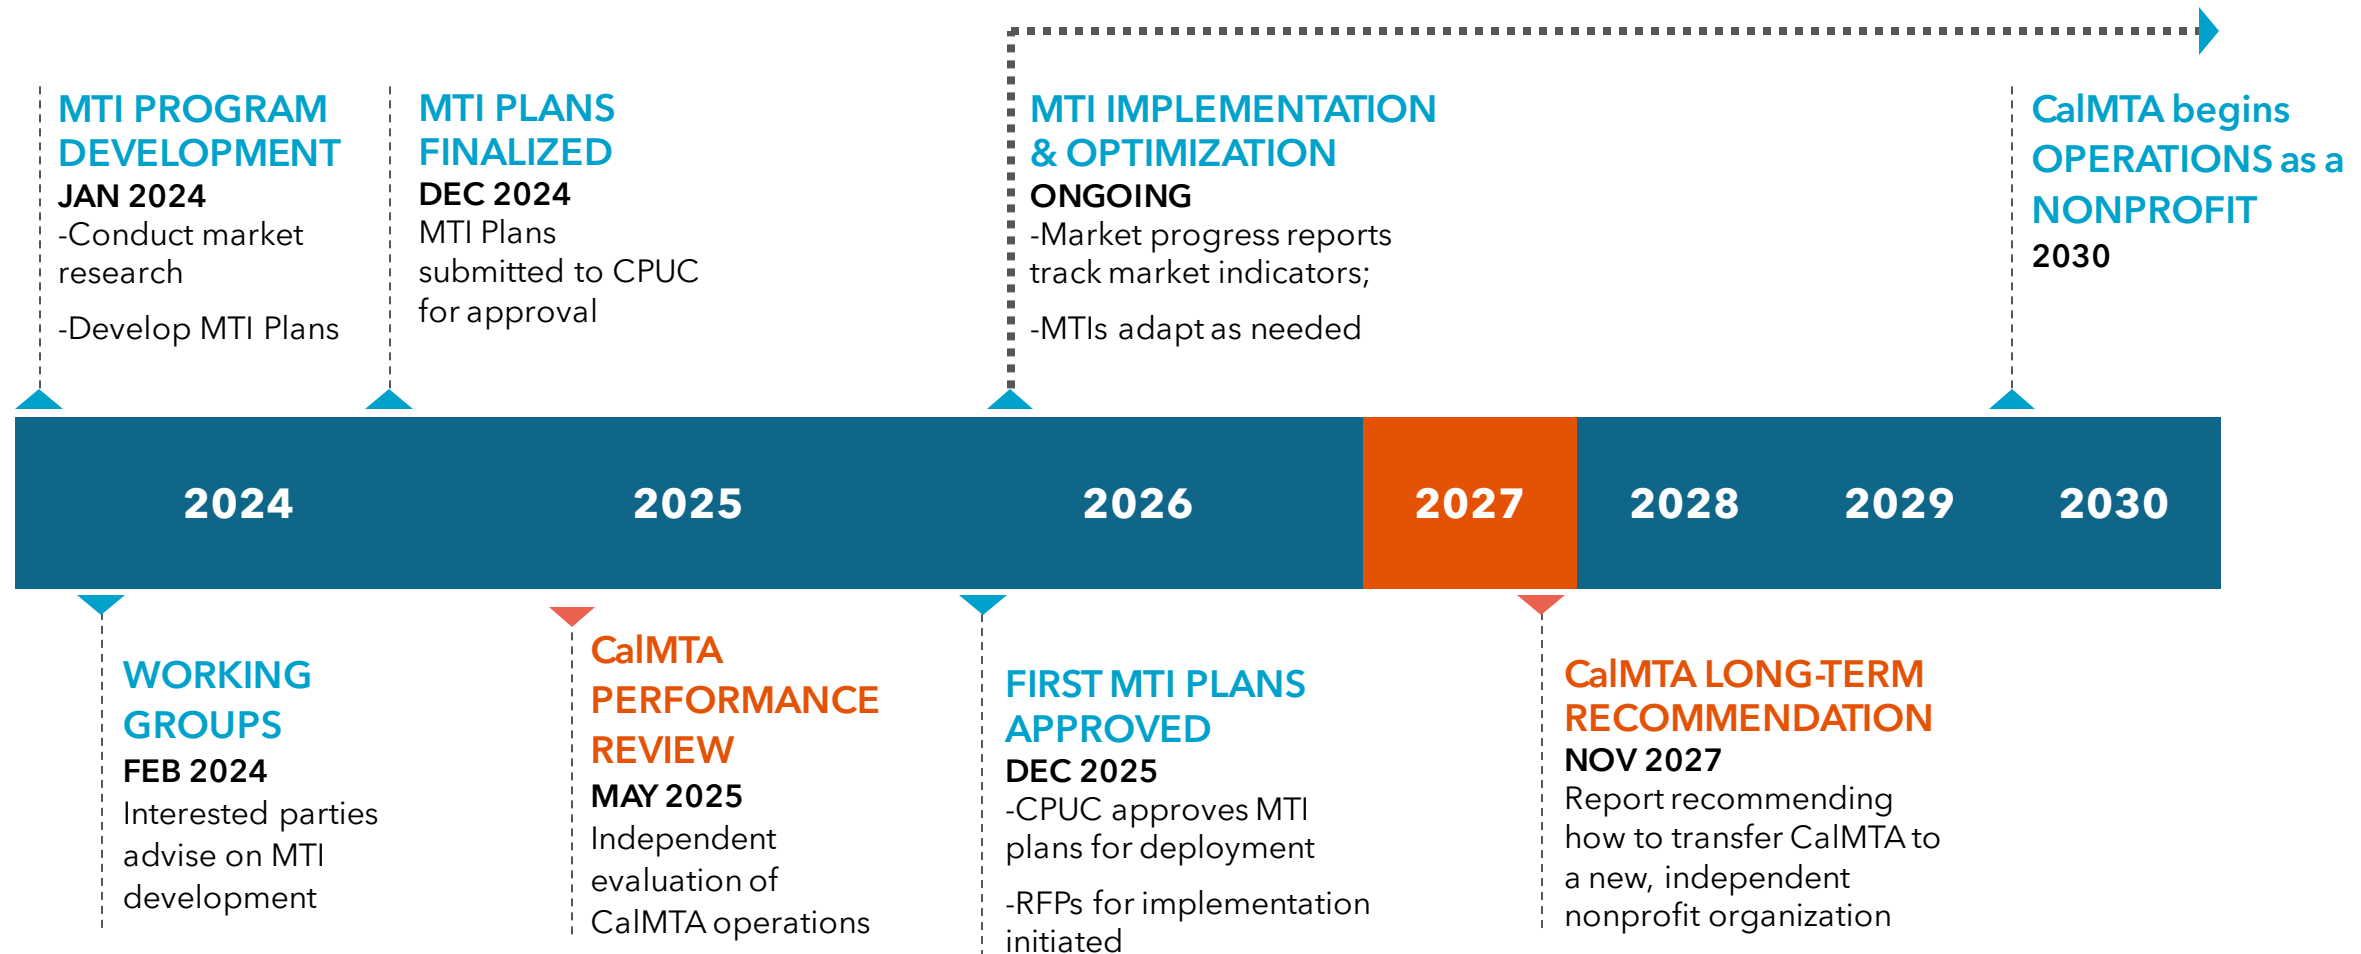 MTI PROGRAM
DEVELOPMENT
JAN 2024
-Conduct market
research
-Develop MTI Plans
MTI PLANS
FINALIZED
DEC 2024
MTI Plans
submitted to CPUC
for approval
MTI IMPLEMENTATION
& OPTIMIZATION
ONGOING
-Market progress reports
track market indicators;
-MTIs adapt as needed
CalMTA begins
OPERATIONS as a
NONPROFIT
2030
2024
2025
2026
2027
2028
2029
2030
WORKING
GROUPS
FEB 2024
Interested parties
advise on MTI
development
CalMTA
PERFORMANCE
REVIEW
MAY 2025
Independent
evaluation of
CalMTA operations
FIRST MTI PLANS
APPROVED
DEC 2025
-CPUC approves MTI
plans for deployment
-RFPs for implementation
initiated
CalMTA LONG-TERM
RECOMMENDATION
NOV 2027
Report recommending
how to transfer CalMTA to
a new, independent
nonprofit organization